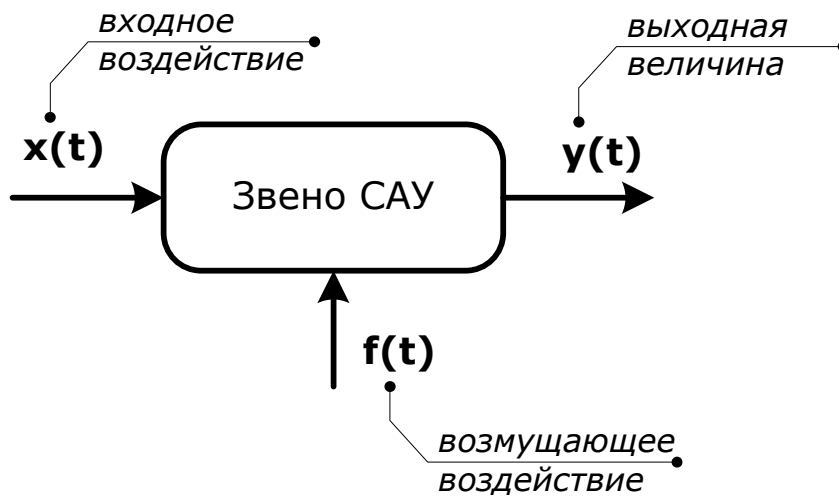 входное
воздействие
x(t)
выходная
величина
y(t)
Звено САУ
f(t)
возмущающее
воздействие